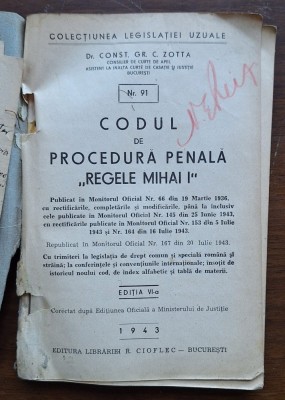 COLECȚIUNEA LEGISLAȚIEI UZUALE
Dr. CONST. GR. C. ZOTTA
CONSILIER DE CURTE DE APEL
ASISTENT LA INALTA CURTE DE CASAȚIE ȘI JUSTIȚIE
BUCUREȘTI
Nr. 91
CODUL
DE
PROCEDURĂ PENALĂ
„REGELE MIHAI I"
Publicat în Monitorul Oficial Nr. 66 din 19 Martie 1936,
cu rectificările, completările și modificările, până la inclusiv
cele publicate în Monitorul Oficial Nr. 145 din 25 Iunie 1943,
cu rectificările publicate în Monitorul Oficial Nr. 153 din 5 Iulie
1943 și Nr. 164 din 16 Iulie 1943.
Republicat în Monitorul Oficial Nr. 167 din 20 Iulie 1943.
Cu trimiteri la legislația de drept comun și specială română și
străină; la conferințele și convențiunile internaționale; însoțit de
istoricul noului cod, de index alfabetic și tablă de materii.
EDIȚIA VI-a
Corectat după Edițiunea Oficială a Ministerului de Justiție
1943
EDITURA LIBRĂRIEI R. CIOFLEC — BUCUREȘTI